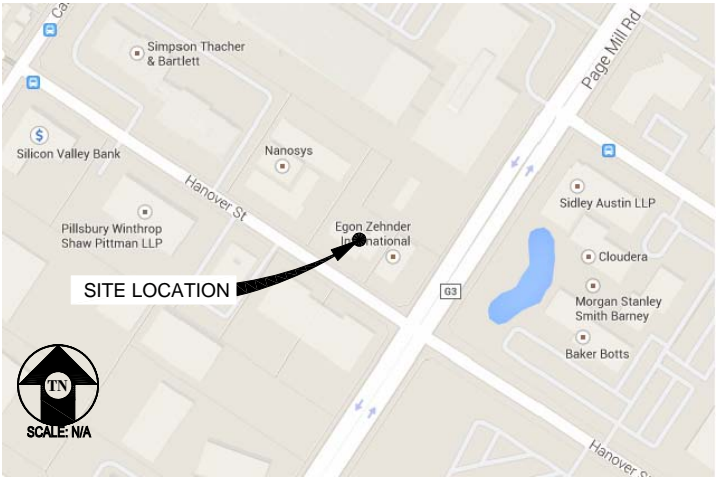 Ca
Simpson Thacher
& Bartlett
Page Mill Rd
$
Silicon Valley Bank
Nanosys
Hanover St
Sidley Austin LLP
Pillsbury Winthrop
Shaw Pittman LLP
Egon Zehnder
International
Cloudera
SITE LOCATION
G3
Morgan Stanley
Smith Barney
Baker Botts
TN
SCALE: N/A
Hanover S